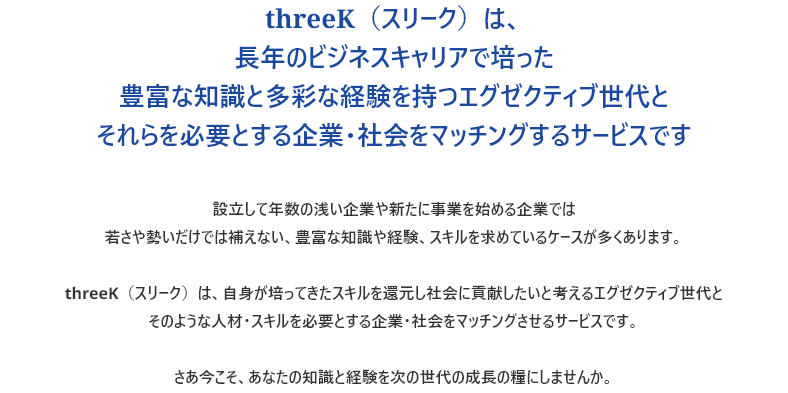 threeK（スリーク）は、
長年のビジネスキャリアで培った
豊富な知識と多彩な経験を持つエグゼクティブ世代と
それらを必要とする企業・社会をマッチングするサービスです
設立して年数の浅い企業や新たに事業を始める企業では
若さや勢いだけでは補えない、豊富な知識や経験、スキルを求めているケースが多くあります。
threeK（スリーク）は、自身が培ってきたスキルを還元し社会に貢献したいと考えるエグゼクティブ世代と
そのような人材・スキルを必要とする企業・社会をマッチングさせるサービスです。
さあ今こそ、あなたの知識と経験を次の世代の成長の糧にしませんか。